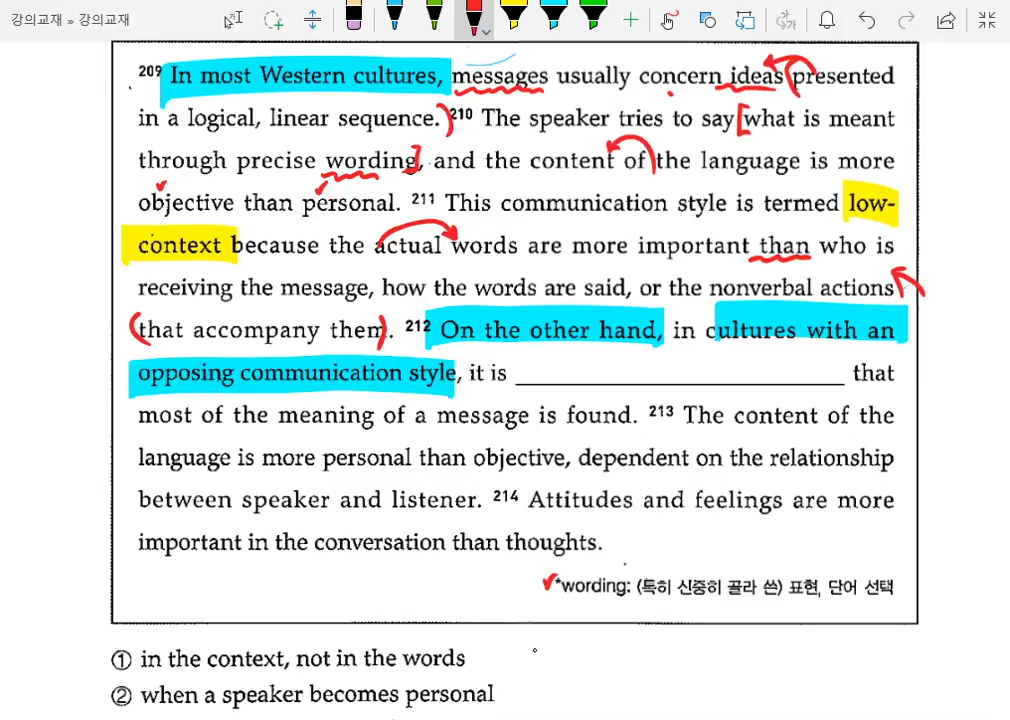 강의교재 » 강의교재
209 In most Western cultures, messages usually concern ideas presented
in a logical, linear sequence. 210 The speaker tries to say what is meant
through precise wording, and the content of the language is more
objective than personal. 211 This communication style is termed low-
context because the actual words are more important than who is
receiving the message, how the words are said, or the nonverbal actions
that accompany them. 212 On the other hand, in cultures with an
opposing communication style, it is ____________________ that
most of the meaning of a message is found. 213 The content of the
language is more personal than objective, dependent on the relationship
between speaker and listener. 214 Attitudes and feelings are more
important in the conversation than thoughts.
*wording: (특히 신중히 골라 쓴) 표현, 단어 선택
① in the context, not in the words
② when a speaker becomes personal